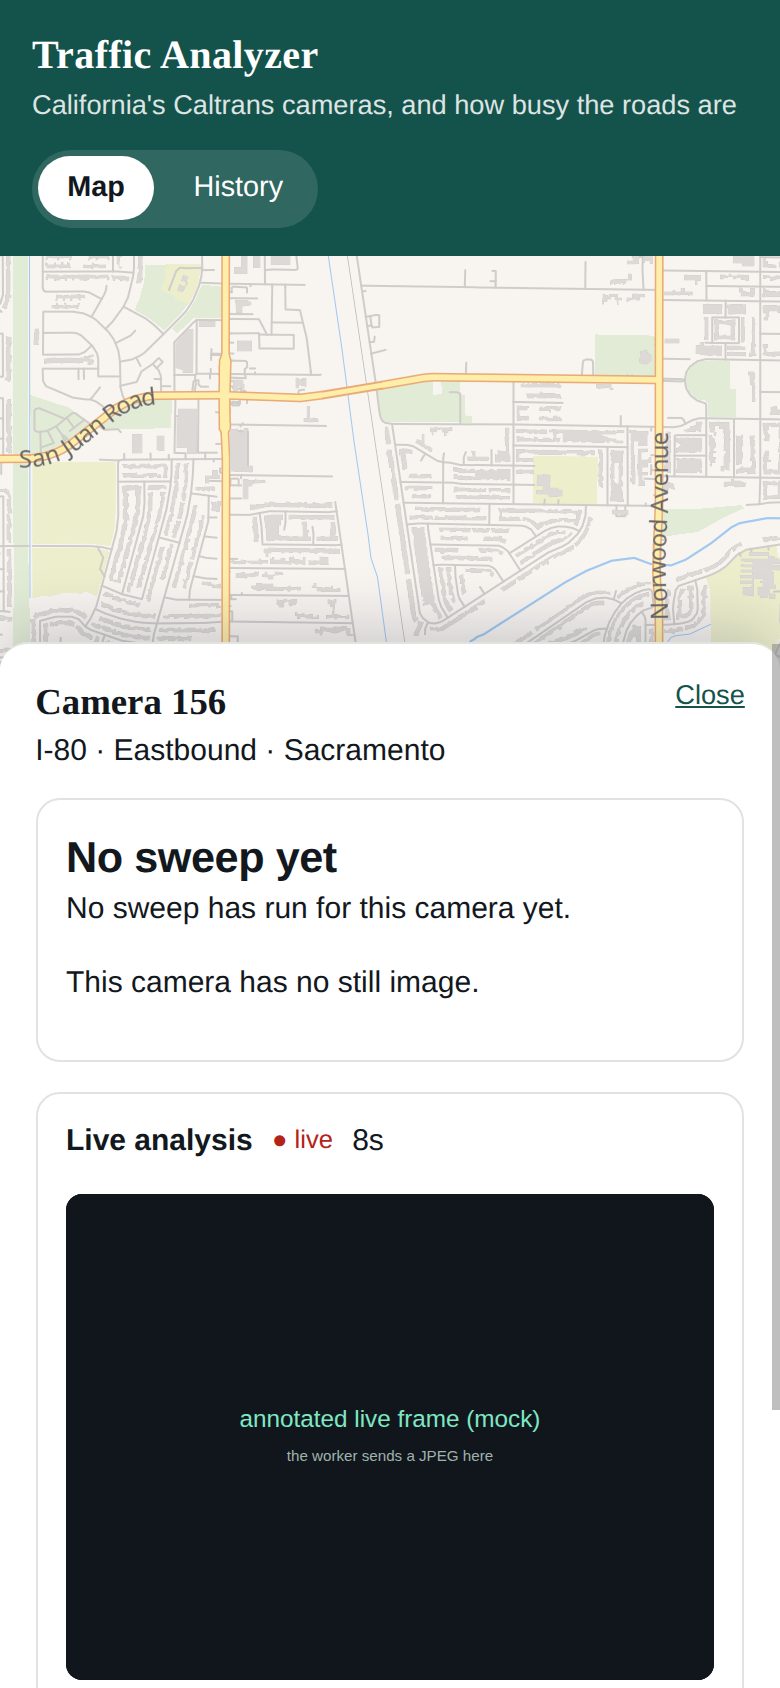 Traffic Analyzer
California's Caltrans cameras, and how busy the roads are
Map
History
San Juan Road
Norwood Avenue
Camera 156
Close
I-80 · Eastbound · Sacramento
No sweep yet
No sweep has run for this camera yet.
This camera has no still image.
Live analysis • live 8s
annotated live frame (mock)
the worker sends a JPEG here